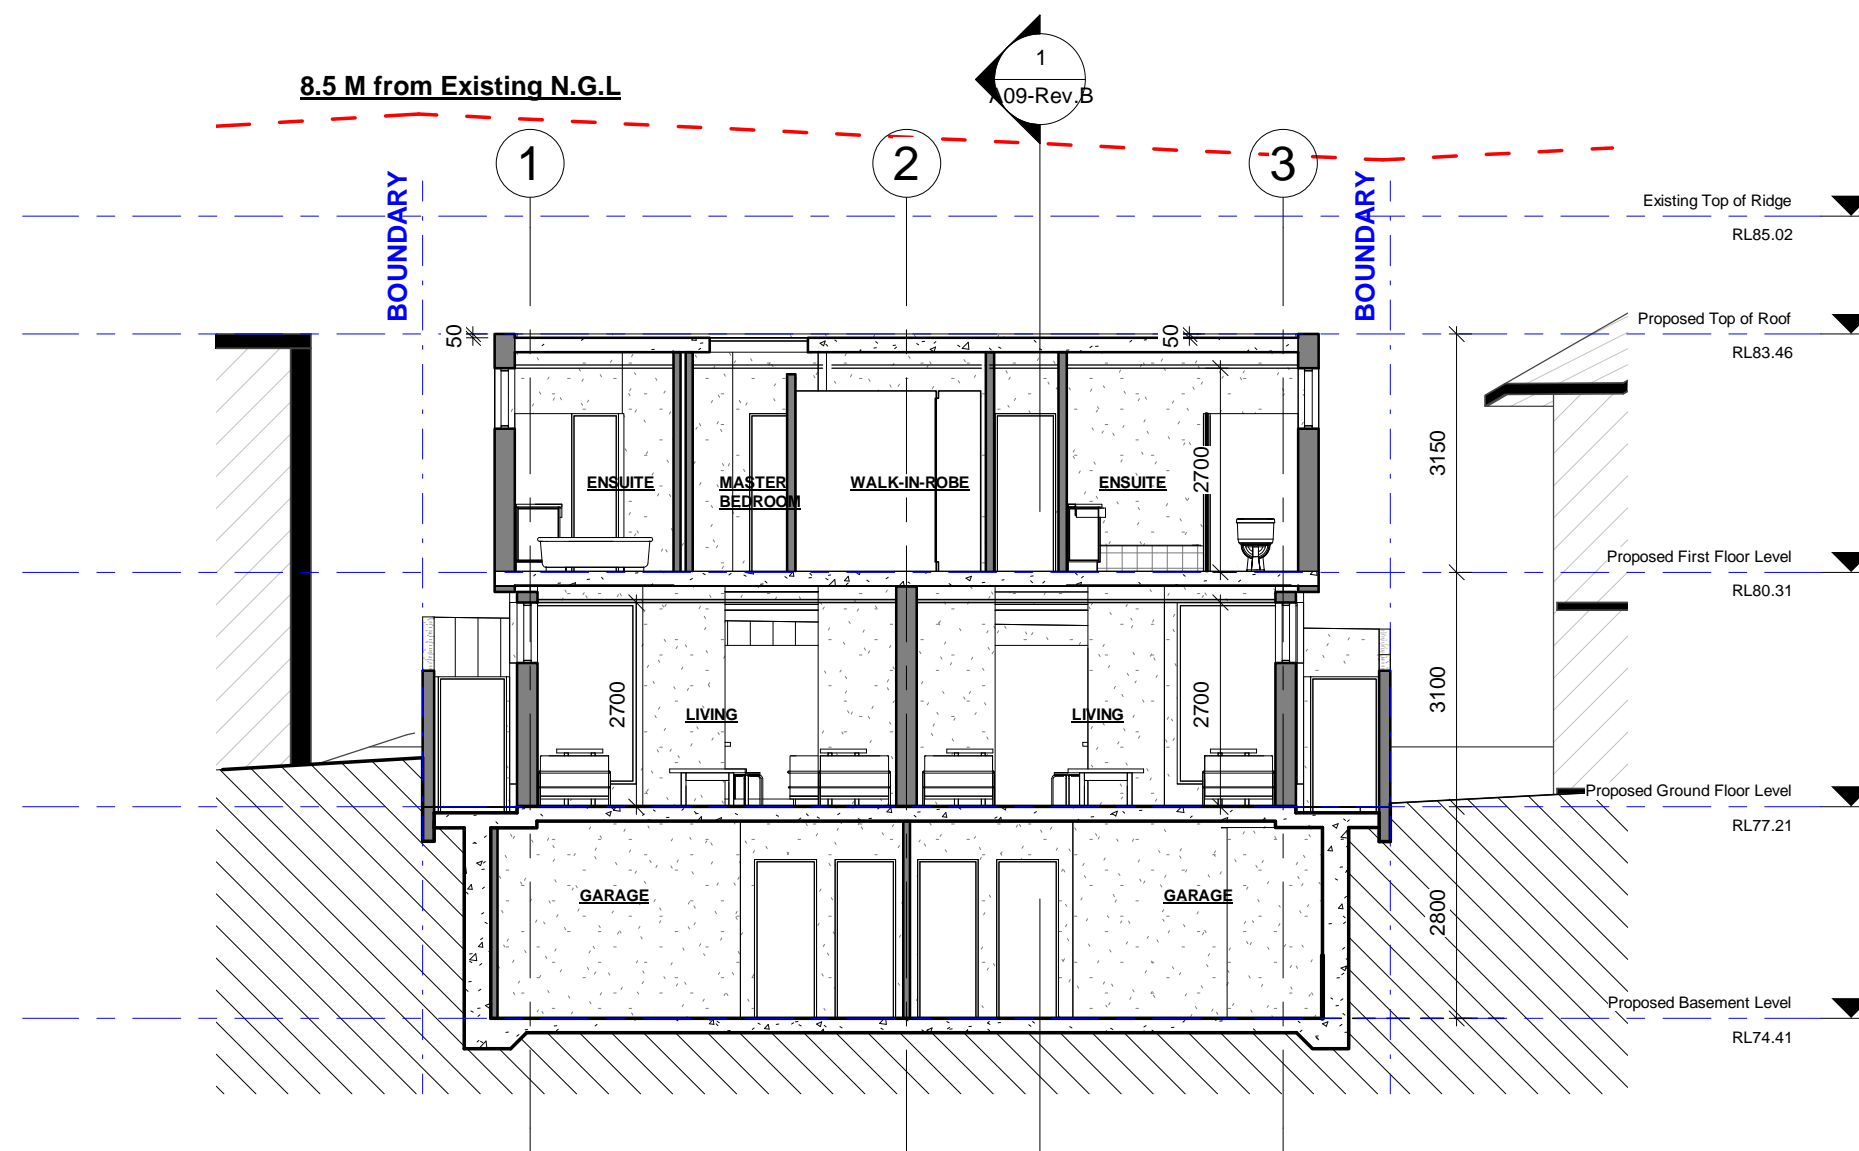 8.5 M from Existing N.G.L
1
A09-Rev.B
1
2
3
BOUNDARY
BOUNDARY
Existing Top of Ridge
RL85.02
50
50
Proposed Top of Roof
RL83.46
3150
2700
ENSUITE
MASTER
BEDROOM
WALK-IN-ROBE
ENSUITE
Proposed First Floor Level
RL80.31
3100
2700
2700
LIVING
LIVING
Proposed Ground Floor Level
RL77.21
GARAGE
GARAGE
2800
Proposed Basement Level
RL74.41